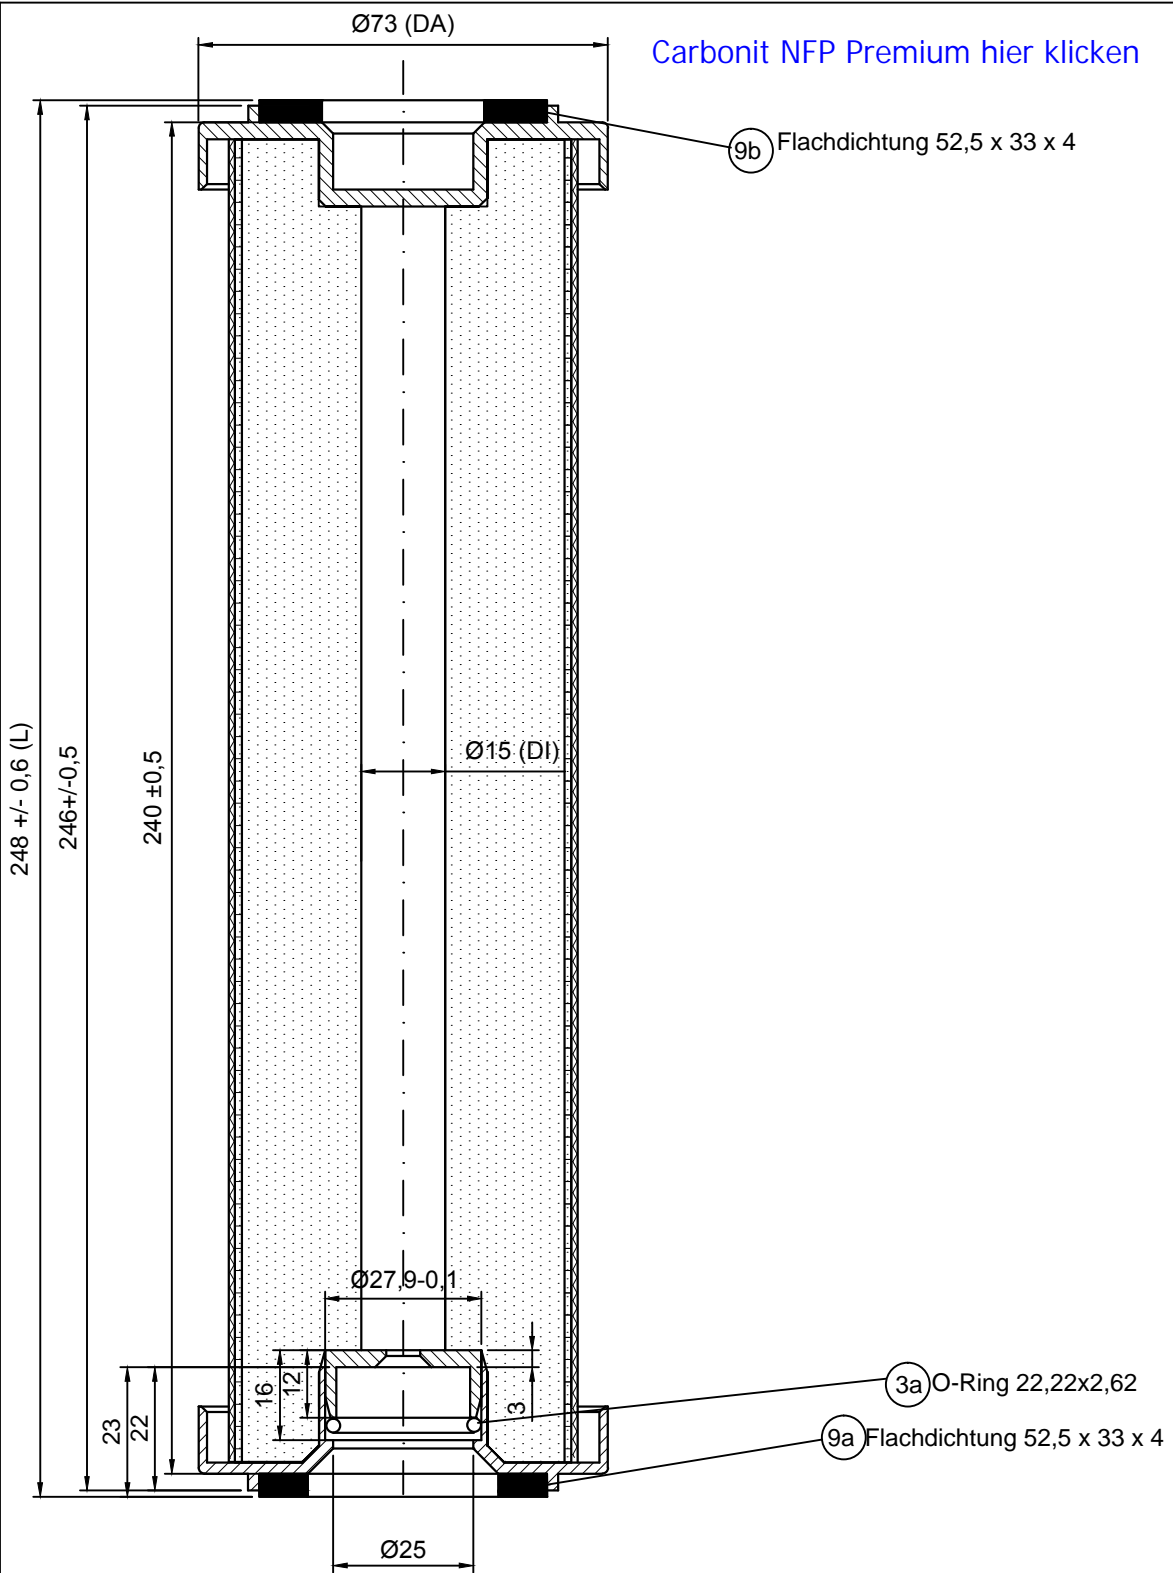 Ø73 (DA)
Carbonit NFP Premium hier klicken
9b Flachdichtung 52,5 x 33 x 4
248 +/- 0,6 (L)
246+/-0,5
240 ±0,5
Ø15 (DI)
Ø27,9-0,1
16
12
3
23
22
3a O-Ring 22,22x2,62
9a Flachdichtung 52,5 x 33 x 4
Ø25